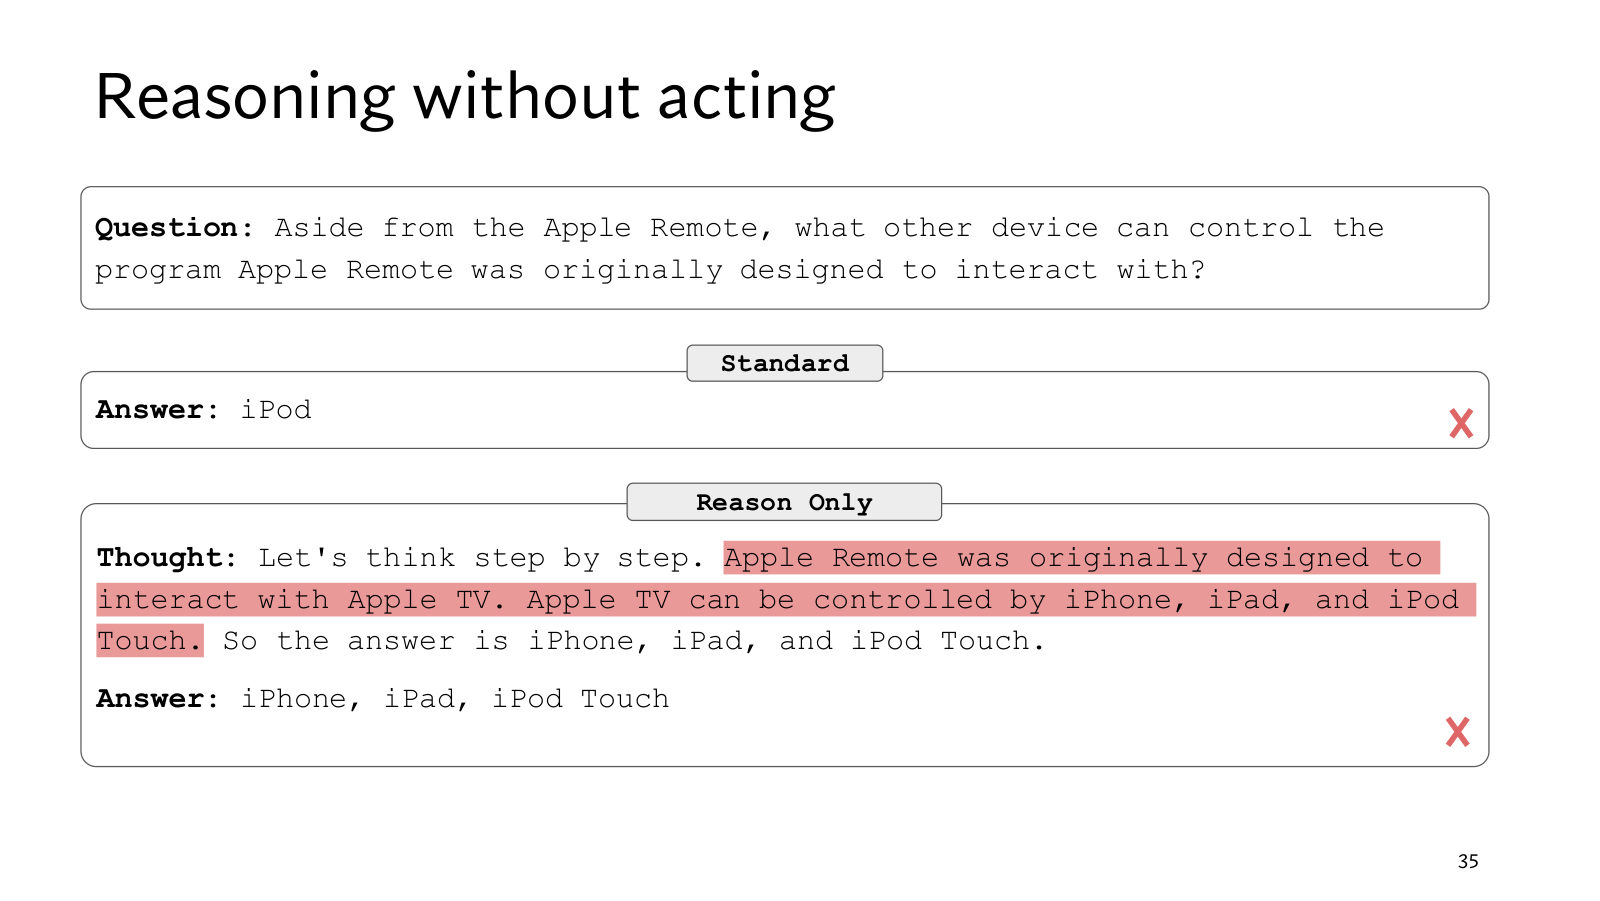 Reasoning without acting
Question: Aside from the Apple Remote, what other device can control the
program Apple Remote was originally designed to interact with?
Standard
Answer: iPod
X
Reason Only
Thought: Let's think step by step. Apple Remote was originally designed to
interact with Apple TV. Apple TV can be controlled by iPhone, iPad, and iPod
Touch. So the answer is iPhone, iPad, and iPod Touch.
Answer: iPhone, iPad, iPod Touch
X
35